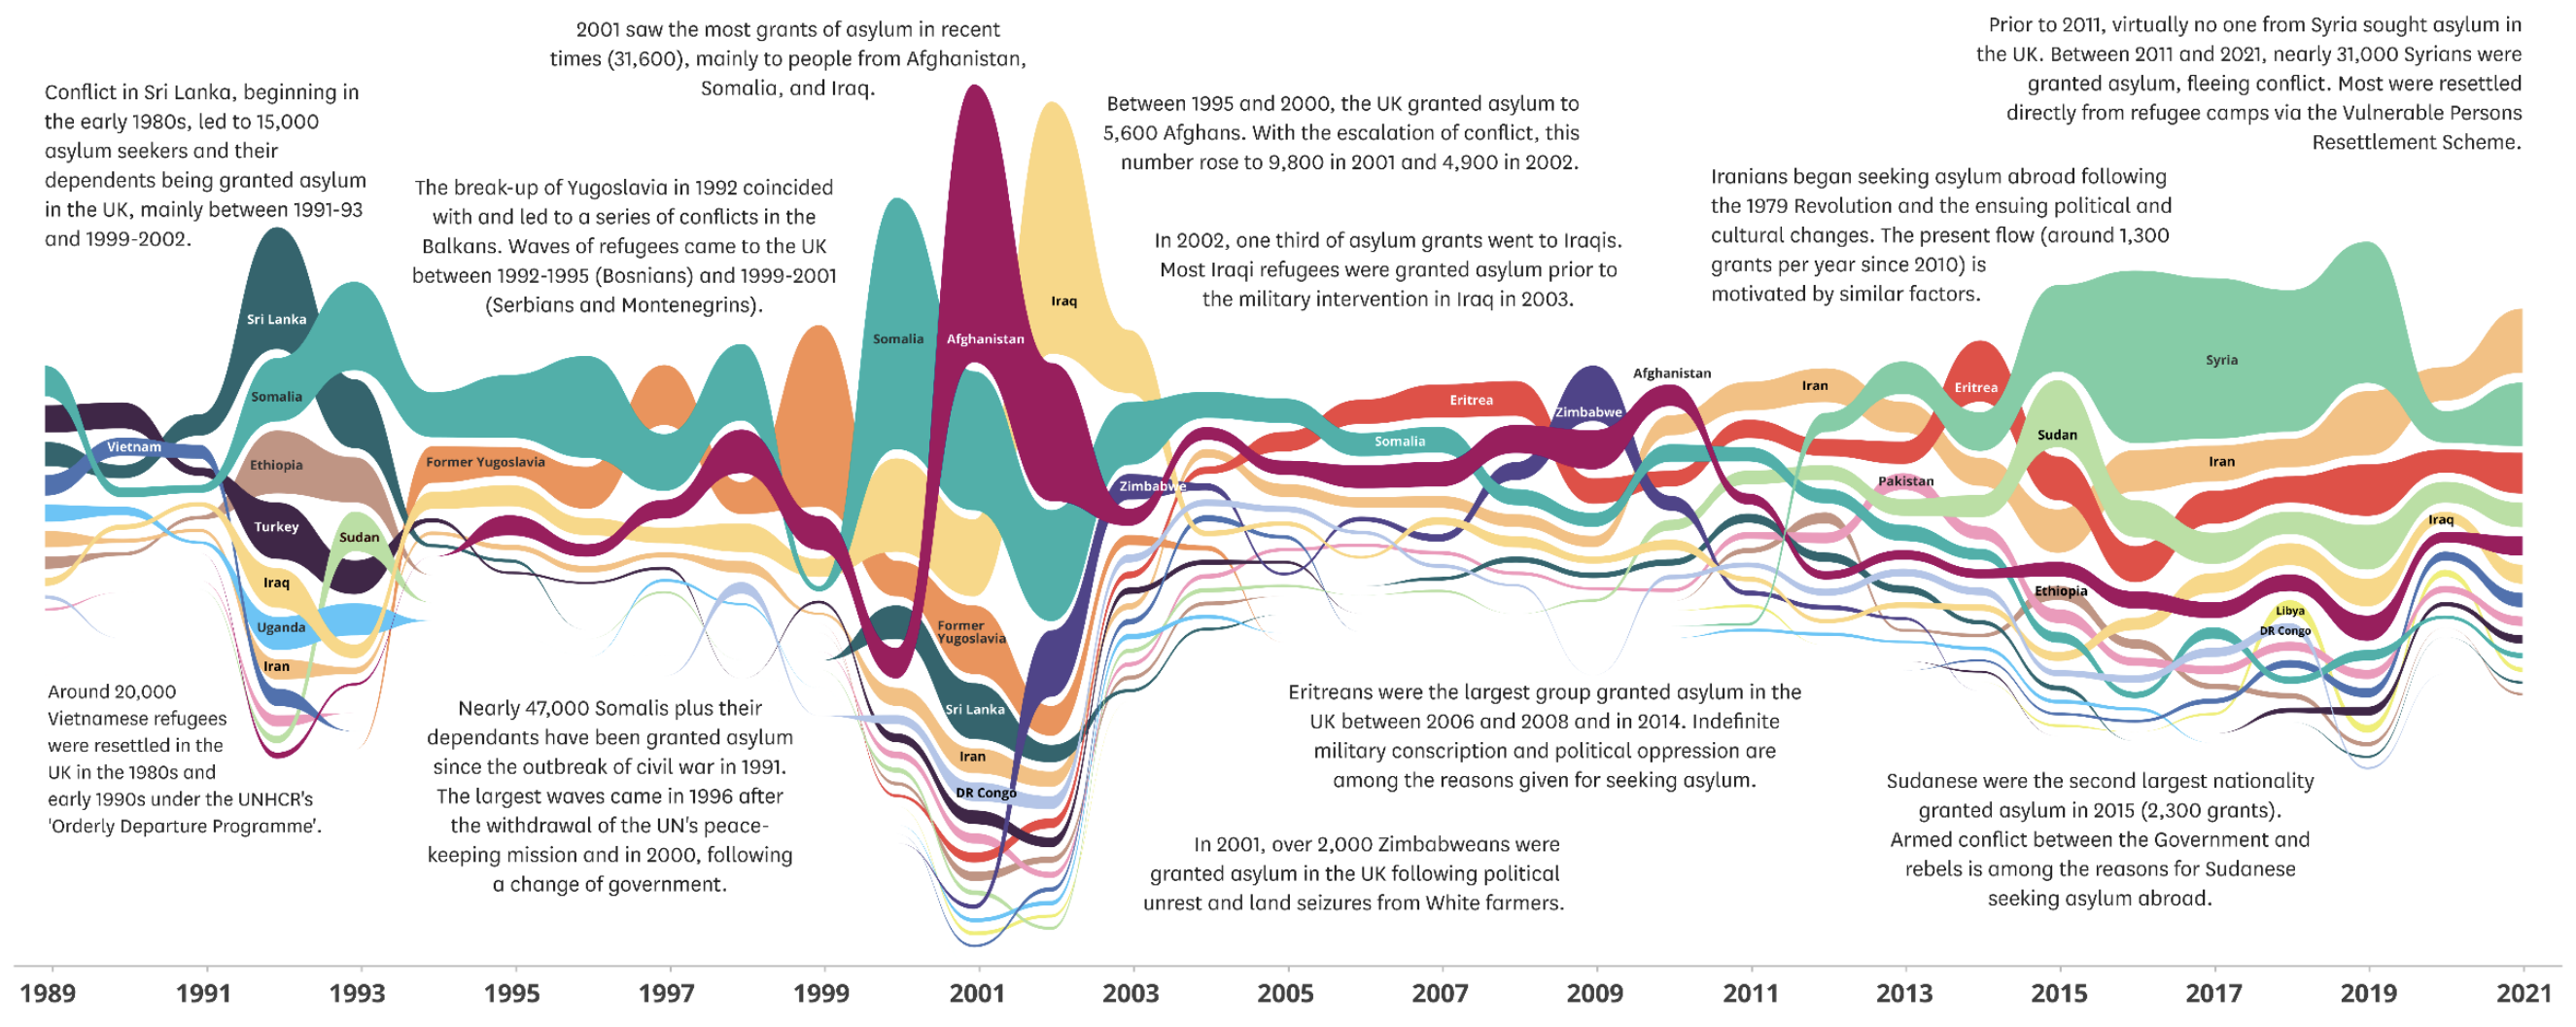 2001 saw the most grants of asylum in recent
times (31,600), mainly to people from Afghanistan,
Somalia, and Iraq.
Prior to 2011, virtually no one from Syria sought asylum in
the UK. Between 2011 and 2021, nearly 31,000 Syrians were
granted asylum, fleeing conflict. Most were resettled
directly from refugee camps via the Vulnerable Persons
Resettlement Scheme.
Conflict in Sri Lanka, beginning in
the early 1980s, led to 15,000
asylum seekers and their
dependents being granted asylum
in the UK, mainly between 1991-93
and 1999-2002.
Between 1995 and 2000, the UK granted asylum to
5,600 Afghans. With the escalation of conflict, this
number rose to 9,800 in 2001 and 4,900 in 2002.
The break-up of Yugoslavia in 1992 coincided
with and led to a series of conflicts in the
Balkans. Waves of refugees came to the UK
between 1992-1995 (Bosnians) and 1999-2001
(Serbians and Montenegrins).
In 2002, one third of asylum grants went to Iraqis.
Most Iraqi refugees were granted asylum prior to
the military intervention in Iraq in 2003.
Iranians began seeking asylum abroad following
the 1979 Revolution and the ensuing political and
cultural changes. The present flow (around 1,300
grants per year since 2010) is
motivated by similar factors.
Vietnam
Sri Lanka
Somalia
Ethiopia
Turkey
Iraq
Uganda
Iran
Sudan
Former Yugoslavia
Somalia
Afghanistan
Iraq
Former
Yugoslavia
Sri Lanka
Iran
DR Congo
Zimbabwe
Somalia
Eritrea
Zimbabwe
Afghanistan
Iran
Pakistan
Eritrea
Sudan
Ethiopia
Syria
Iran
Libya
DR Congo
Iraq
Around 20,000
Vietnamese refugees
were resettled in the
UK in the 1980s and
early 1990s under the UNHCR's
'Orderly Departure Programme'.
Nearly 47,000 Somalis plus their
dependants have been granted asylum
since the outbreak of civil war in 1991.
The largest waves came in 1996 after
the withdrawal of the UN's peace-
keeping mission and in 2000, following
a change of government.
Eritreans were the largest group granted asylum in the
UK between 2006 and 2008 and in 2014. Indefinite
military conscription and political oppression are
among the reasons given for seeking asylum.
In 2001, over 2,000 Zimbabweans were
granted asylum in the UK following political
unrest and land seizures from White farmers.
Sudanese were the second largest nationality
granted asylum in 2015 (2,300 grants).
Armed conflict between the Government and
rebels is among the reasons for Sudanese
seeking asylum abroad.
1989 1991 1993 1995 1997 1999 2001 2003 2005 2007 2009 2011 2013 2015 2017 2019 2021